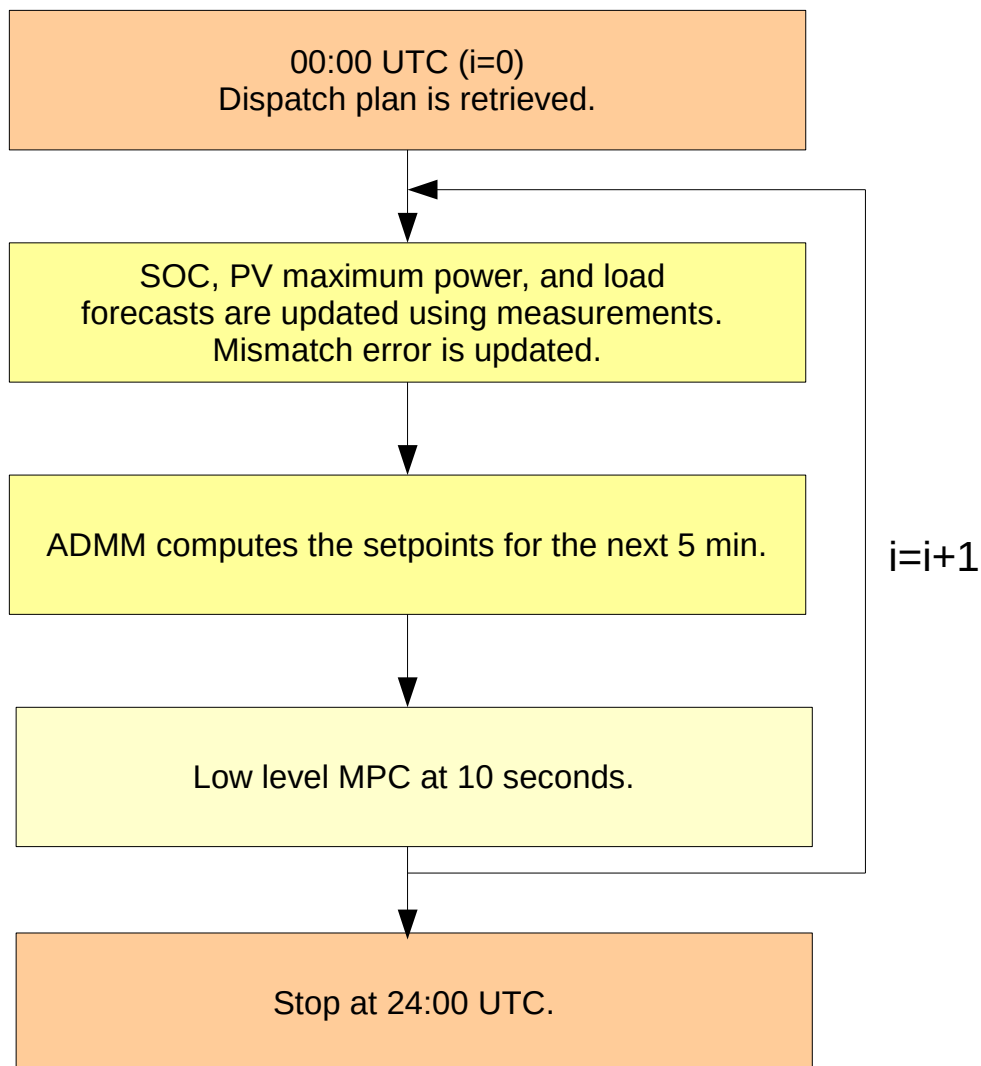 00:00 UTC (i=0)
Dispatch plan is retrieved.
SOC, PV maximum power, and load
forecasts are updated using measurements.
Mismatch error is updated.
ADMM computes the setpoints for the next 5 min.
i=i+1
Low level MPC at 10 seconds.
Stop at 24:00 UTC.